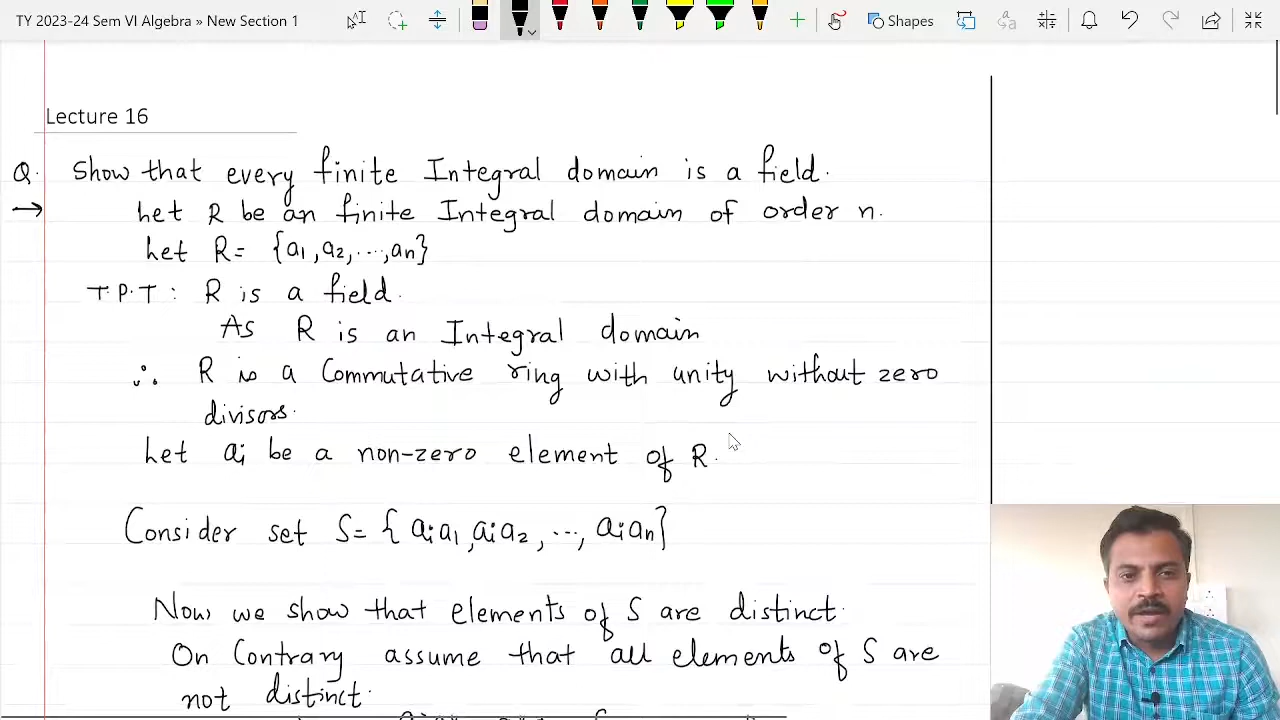 TY 2023-24 Sem VI Algebra » New Section 1
Shapes
Lecture 16
Q. Show that every finite Integral domain is a field.
→ Let R be an finite Integral domain of order n.
Let R = {a₁, a₂, ..., aₙ}
T.P.T : R is a field.
As R is an Integral domain
∴ R is a Commutative ring with unity without zero
divisors.
Let aᵢ be a non-zero element of R.
Consider set S = {aᵢa₁, aᵢa₂, ..., aᵢaₙ}
Now we show that elements of S are distinct.
On Contrary assume that all elements of S are
not distinct.